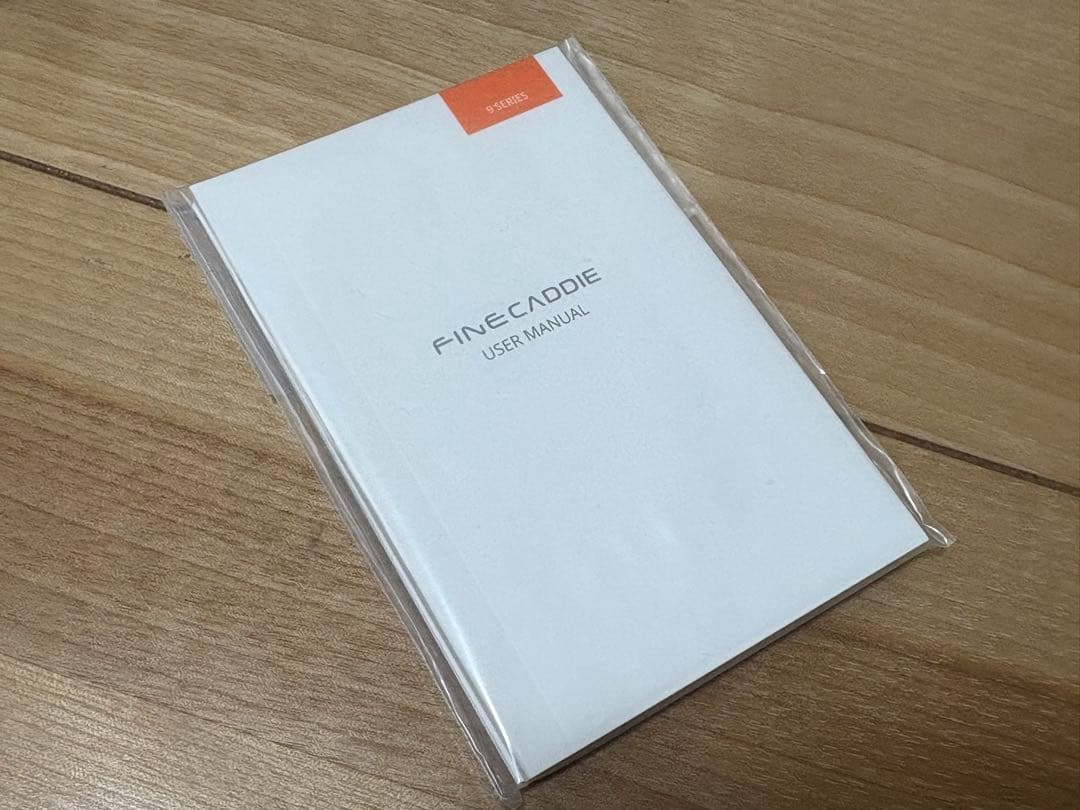 9 SERIES
FINECADDIE
USER MANUAL